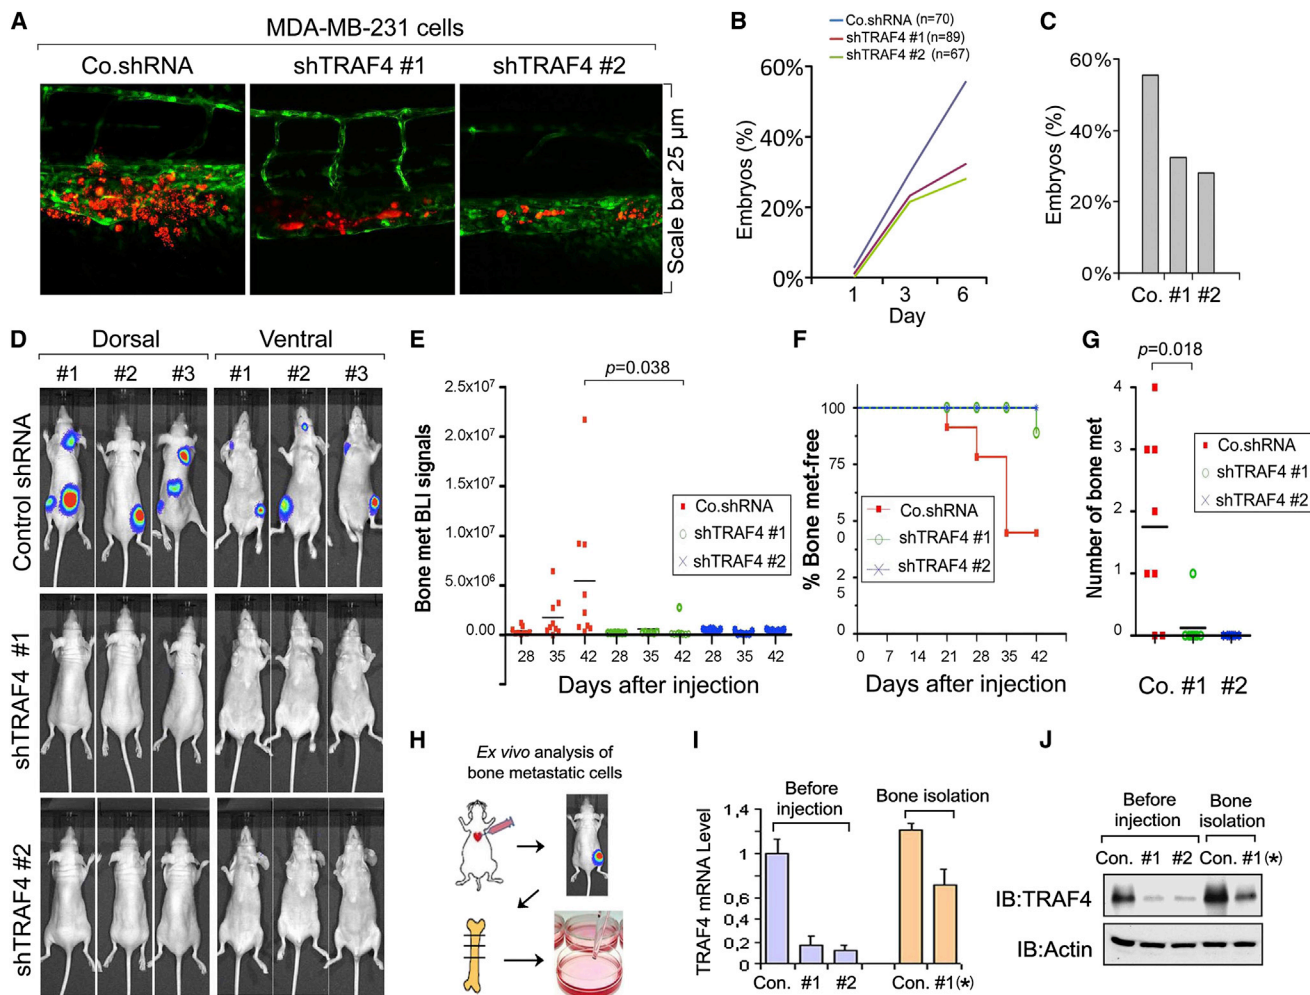 A
MDA-MB-231 cells
Co.shRNA
shTRAF4 #1
shTRAF4 #2
Scale bar 25 µm
B
Co.shRNA (n=70)
shTRAF4 #1 (n=89)
shTRAF4 #2 (n=67)
60%
40%
20%
0%
Embryos (%)
1 3 6
Day
C
60%
40%
20%
0%
Embryos (%)
Co. #1 #2
D
Dorsal
Ventral
#1 #2 #3 #1 #2 #3
Control shRNA
shTRAF4 #1
shTRAF4 #2
E
p=0.038
2.5x10⁷
2.0x10⁷
1.5x10⁷
1.0x10⁷
5.0x10⁶
0.00
Bone met BLI signals
Co.shRNA
shTRAF4 #1
shTRAF4 #2
28 35 42 28 35 42 28 35 42
Days after injection
F
100
75
5
0
2
5
0
% Bone met-free
Co.shRNA
shTRAF4 #1
shTRAF4 #2
0 7 14 21 28 35 42
Days after injection
G
p=0.018
4
3
2
1
0
Number of bone met
Co.shRNA
shTRAF4 #1
shTRAF4 #2
Co. #1 #2
H
Ex vivo analysis of
bone metastatic cells
I
Before
injection
Bone isolation
1,4
1
0,6
0,4
0,2
0
TRAF4 mRNA Level
Con. #1 #2 Con. #1(*)
J
Before
injection
Bone
isolation
Con. #1 #2 Con. #1(*)
IB:TRAF4
IB:Actin